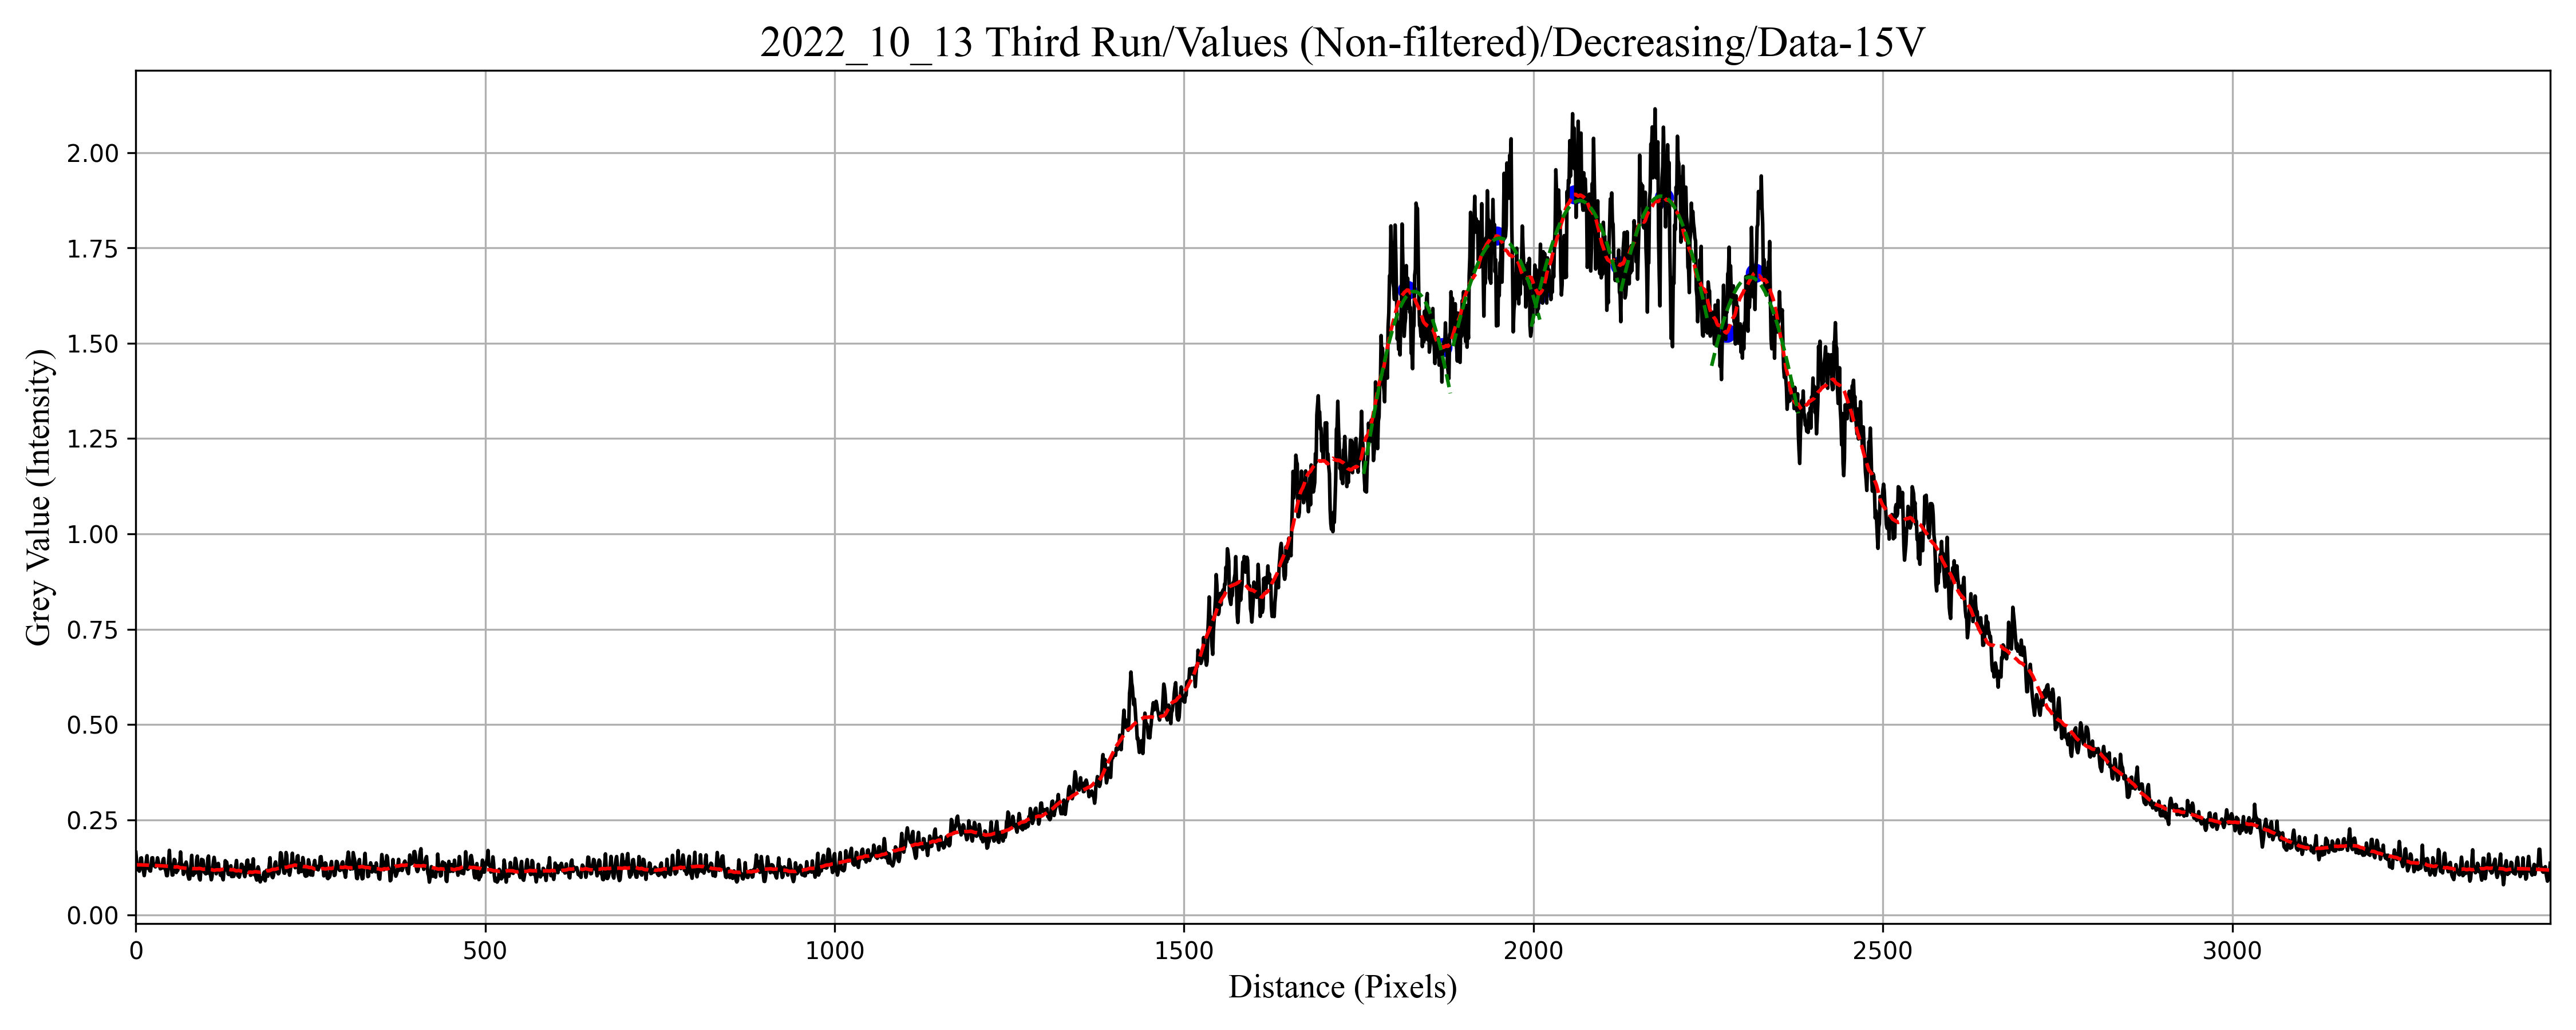 2022_10_13 Third Run/Values (Non-filtered)/Decreasing/Data-15V
2.00
1.75
1.50
1.25
1.00
0.75
0.50
0.25
0.00
Grey Value (Intensity)
0 500 1000 1500 2000 2500 3000
Distance (Pixels)